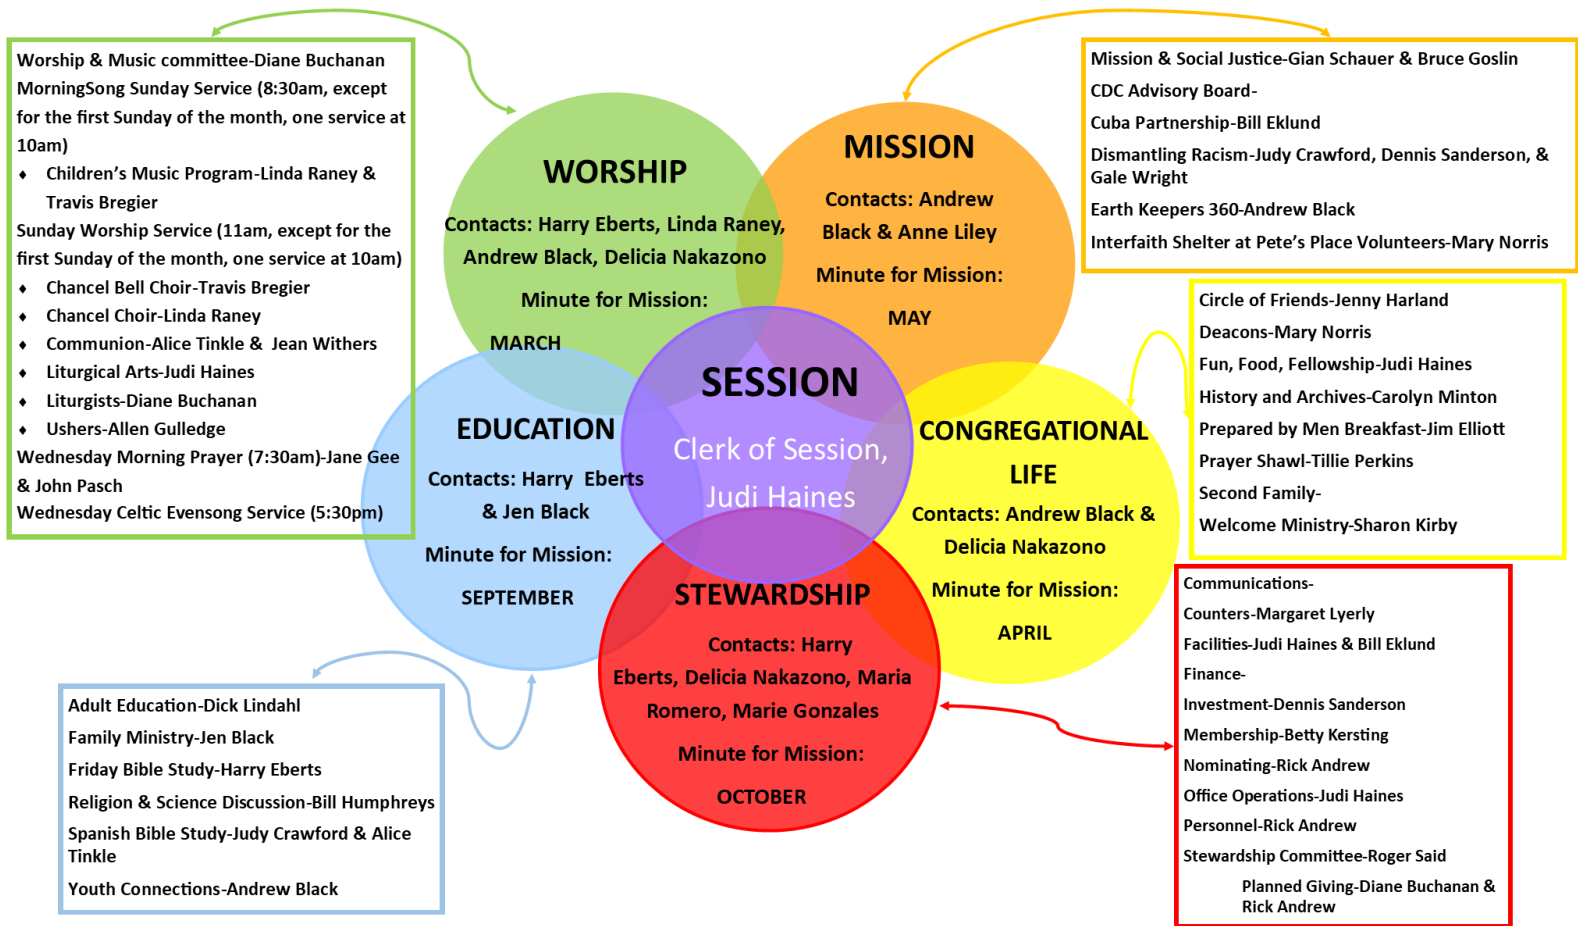 Worship & Music committee-Diane Buchanan
MorningSong Sunday Service (8:30am, except
for the first Sunday of the month, one service at
10am)
♦ Children's Music Program-Linda Raney &
Travis Bregier
Sunday Worship Service (11am, except for the
first Sunday of the month, one service at 10am)
♦ Chancel Bell Choir-Travis Bregier
♦ Chancel Choir-Linda Raney
♦ Communion-Alice Tinkle & Jean Withers
♦ Liturgical Arts-Judi Haines
♦ Liturgists-Diane Buchanan
♦ Ushers-Allen Gulledge
Wednesday Morning Prayer (7:30am)-Jane Gee
& John Pasch
Wednesday Celtic Evensong Service (5:30pm)
WORSHIP
Contacts: Harry Eberts, Linda Raney,
Andrew Black, Delicia Nakazono
Minute for Mission:
MARCH
MISSION
Contacts: Andrew
Black & Anne Liley
Minute for Mission:
MAY
Mission & Social Justice-Gian Schauer & Bruce Goslin
CDC Advisory Board-
Cuba Partnership-Bill Eklund
Dismantling Racism-Judy Crawford, Dennis Sanderson, &
Gale Wright
Earth Keepers 360-Andrew Black
Interfaith Shelter at Pete's Place Volunteers-Mary Norris
SESSION
Clerk of Session,
Judi Haines
EDUCATION
Contacts: Harry Eberts
& Jen Black
Minute for Mission:
SEPTEMBER
CONGREGATIONAL
LIFE
Contacts: Andrew Black &
Delicia Nakazono
Minute for Mission:
APRIL
Circle of Friends-Jenny Harland
Deacons-Mary Norris
Fun, Food, Fellowship-Judi Haines
History and Archives-Carolyn Minton
Prepared by Men Breakfast-Jim Elliott
Prayer Shawl-Tillie Perkins
Second Family-
Welcome Ministry-Sharon Kirby
STEWARDSHIP
Contacts: Harry
Eberts, Delicia Nakazono, Maria
Romero, Marie Gonzales
Minute for Mission:
OCTOBER
Adult Education-Dick Lindahl
Family Ministry-Jen Black
Friday Bible Study-Harry Eberts
Religion & Science Discussion-Bill Humphreys
Spanish Bible Study-Judy Crawford & Alice
Tinkle
Youth Connections-Andrew Black
Communications-
Counters-Margaret Lyerly
Facilities-Judi Haines & Bill Eklund
Finance-
Investment-Dennis Sanderson
Membership-Betty Kersting
Nominating-Rick Andrew
Office Operations-Judi Haines
Personnel-Rick Andrew
Stewardship Committee-Roger Said
Planned Giving-Diane Buchanan &
Rick Andrew